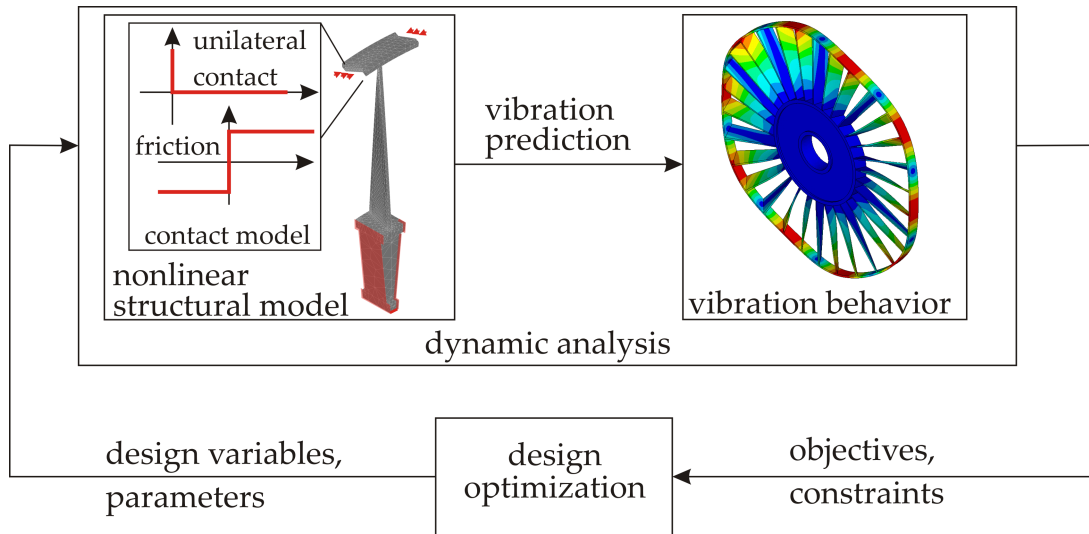 unilateral
contact
friction
contact model
nonlinear
structural model
vibration
prediction
vibration behavior
dynamic analysis
design variables,
parameters
design
optimization
objectives,
constraints